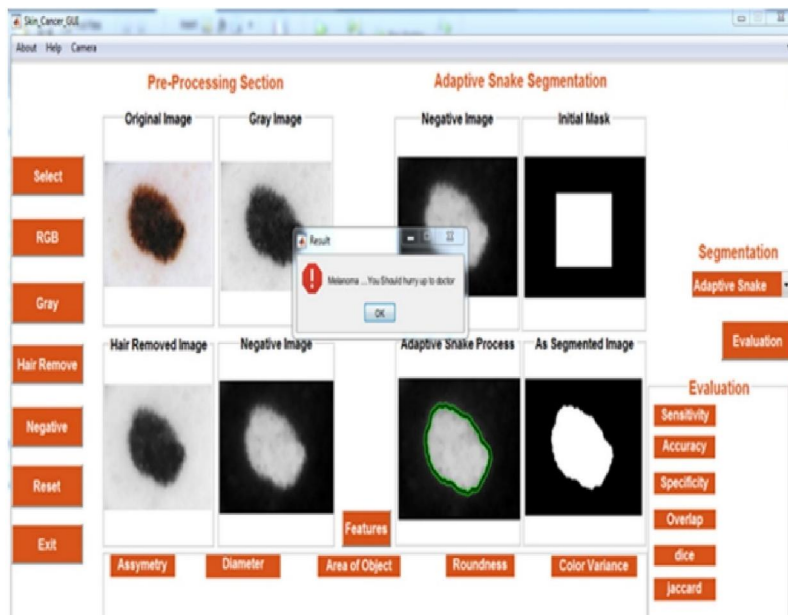 Skin_Cancer_GUI
About Help Camera
Pre-Processing Section
Adaptive Snake Segmentation
Original Image
Gray Image
Negative Image
Initial Mask
Select
RGB
Gray
Hair Remove
Negative
Reset
Exit
Result
Melanoma ....You Should hurry up to doctor
OK
Segmentation
Adaptive Snake
Evaluation
Hair Removed Image
Negative Image
Adaptive Snake Process
As Segmented Image
Evaluation
Sensitivity
Accuracy
Specificity
Overlap
dice
jaccard
Features
Assymetry
Diameter
Area of Object
Roundness
Color Variance